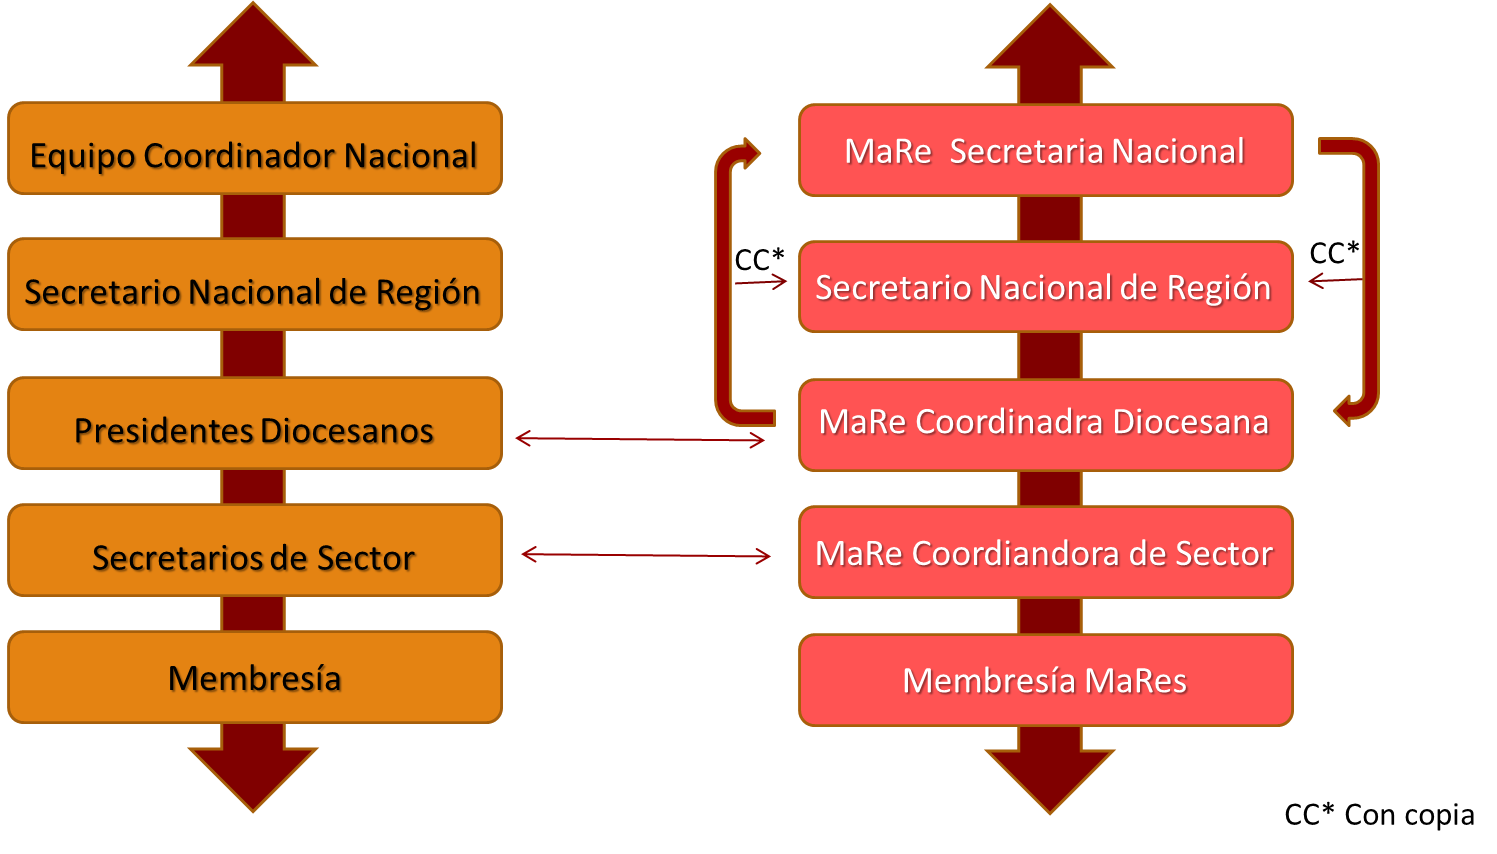 Equipo Coordinador Nacional
Secretario Nacional de Región
Presidentes Diocesanos
Secretarios de Sector
Membresía
MaRe Secretaria Nacional
CC*
CC*
Secretario Nacional de Región
MaRe Coordinadra Diocesana
MaRe Coordiandora de Sector
Membresía MaRes
CC* Con copia